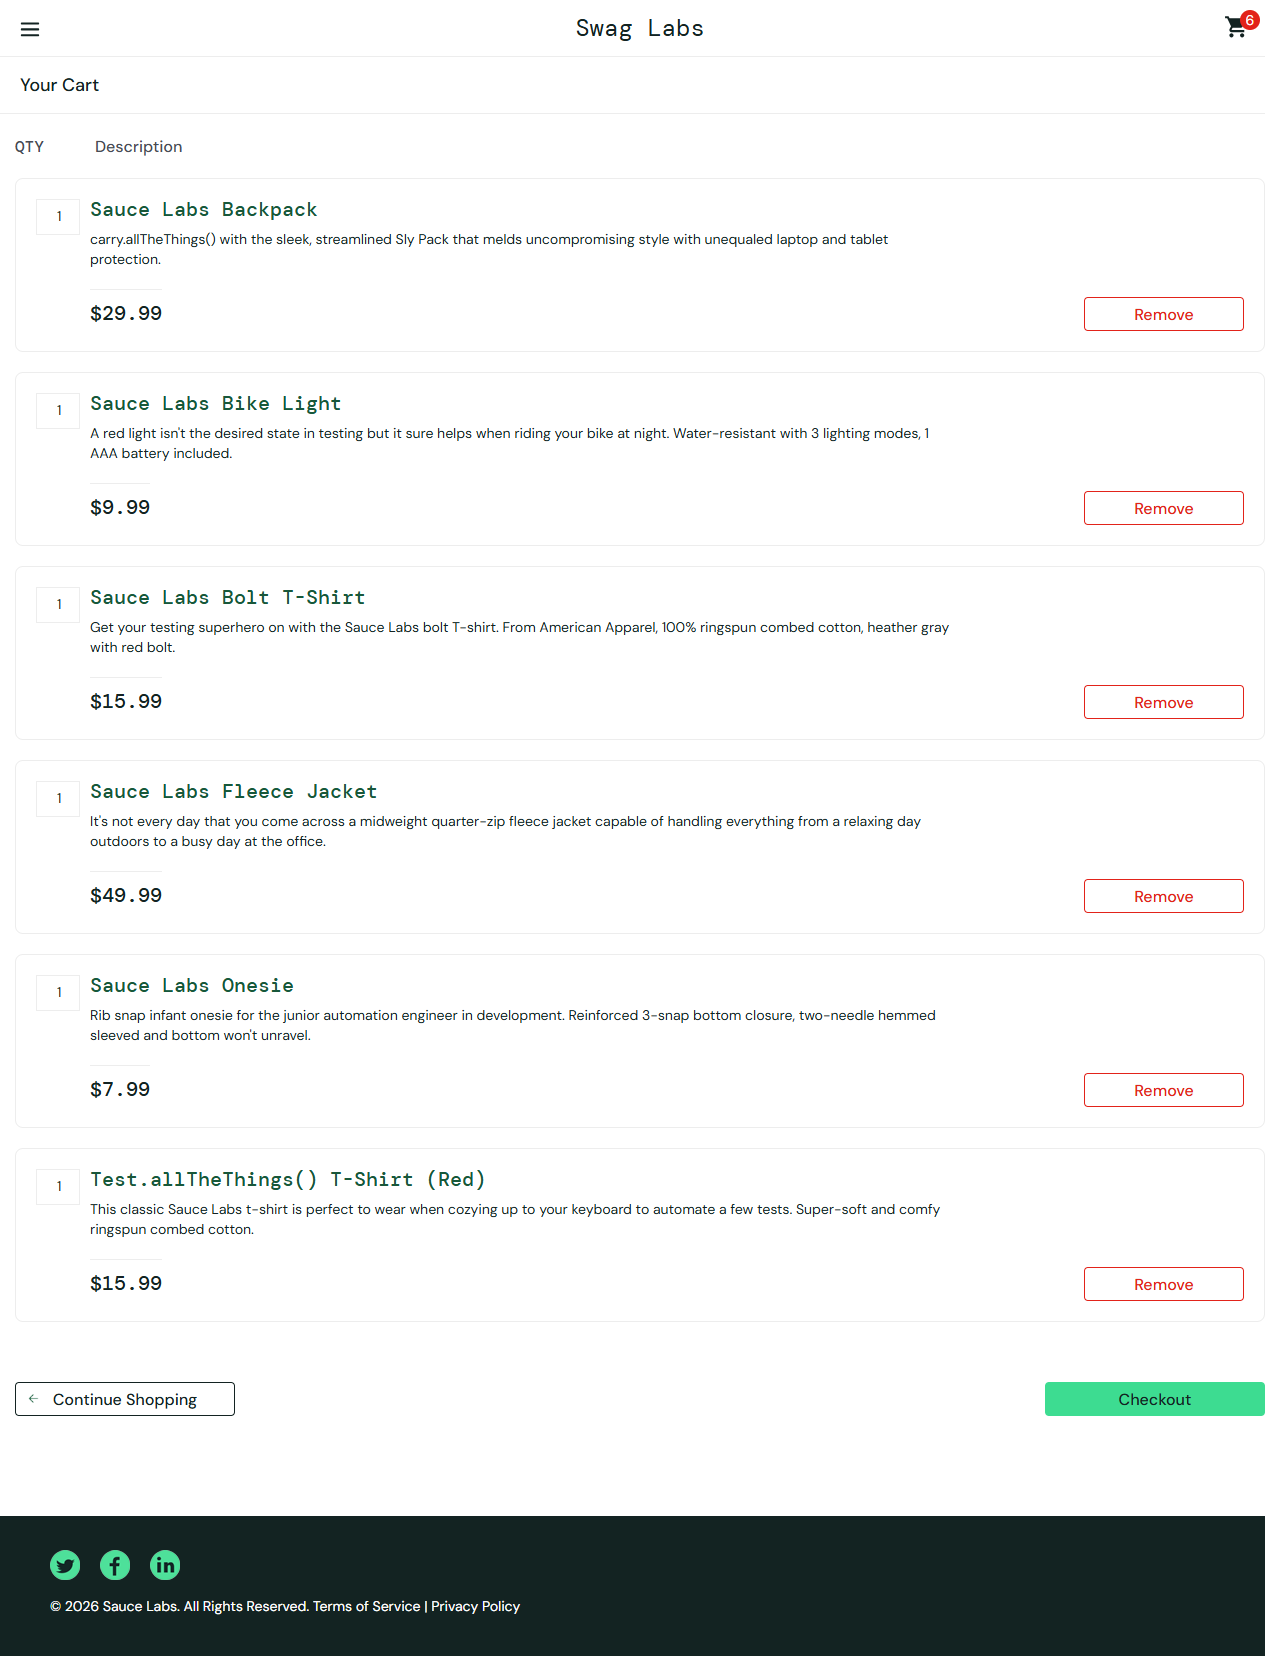 Swag Labs
6
Your Cart
QTY Description
1
Sauce Labs Backpack
carry.allTheThings() with the sleek, streamlined Sly Pack that melds uncompromising style with unequaled laptop and tablet
protection.
$29.99
Remove
1
Sauce Labs Bike Light
A red light isn't the desired state in testing but it sure helps when riding your bike at night. Water-resistant with 3 lighting modes, 1
AAA battery included.
$9.99
Remove
1
Sauce Labs Bolt T-Shirt
Get your testing superhero on with the Sauce Labs bolt T-shirt. From American Apparel, 100% ringspun combed cotton, heather gray
with red bolt.
$15.99
Remove
1
Sauce Labs Fleece Jacket
It's not every day that you come across a midweight quarter-zip fleece jacket capable of handling everything from a relaxing day
outdoors to a busy day at the office.
$49.99
Remove
1
Sauce Labs Onesie
Rib snap infant onesie for the junior automation engineer in development. Reinforced 3-snap bottom closure, two-needle hemmed
sleeved and bottom won't unravel.
$7.99
Remove
1
Test.allTheThings() T-Shirt (Red)
This classic Sauce Labs t-shirt is perfect to wear when cozying up to your keyboard to automate a few tests. Super-soft and comfy
ringspun combed cotton.
$15.99
Remove
Continue Shopping
Checkout
© 2026 Sauce Labs. All Rights Reserved. Terms of Service | Privacy Policy